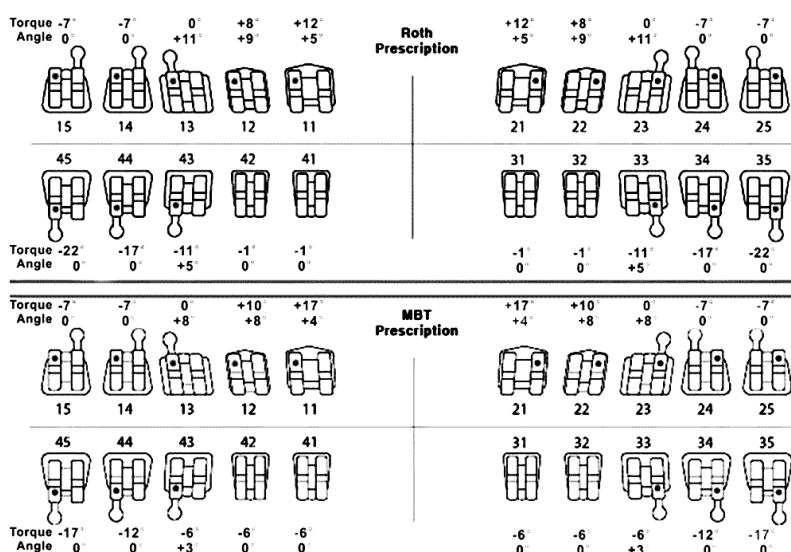 Torque -7° -7° 0° +8° +12° Roth +12° +8° 0° -7° -7°
Angle 0° 0° +11° +9° +5° Prescription +5° +9° +11° 0° 0°
15 14 13 12 11 21 22 23 24 25
45 44 43 42 41 31 32 33 34 35
Torque -22° -17° -11° -1° -1° -1° -1° -11° -17° -22°
Angle 0° 0° +5° 0° 0° 0° 0° +5° 0° 0°
Torque -7° -7° 0° +10° +17° MBT +17° +10° 0° -7° -7°
Angle 0° 0° +8° +8° +4° Prescription +4° +8° +8° 0° 0°
15 14 13 12 11 21 22 23 24 25
45 44 43 42 41 31 32 33 34 35
Torque -17° -12° -6° -6° -6° -6° -6° -6° -12° -17°
Angle 0° 0° +3° 0° 0° 0° 0° +3° 0° 0°